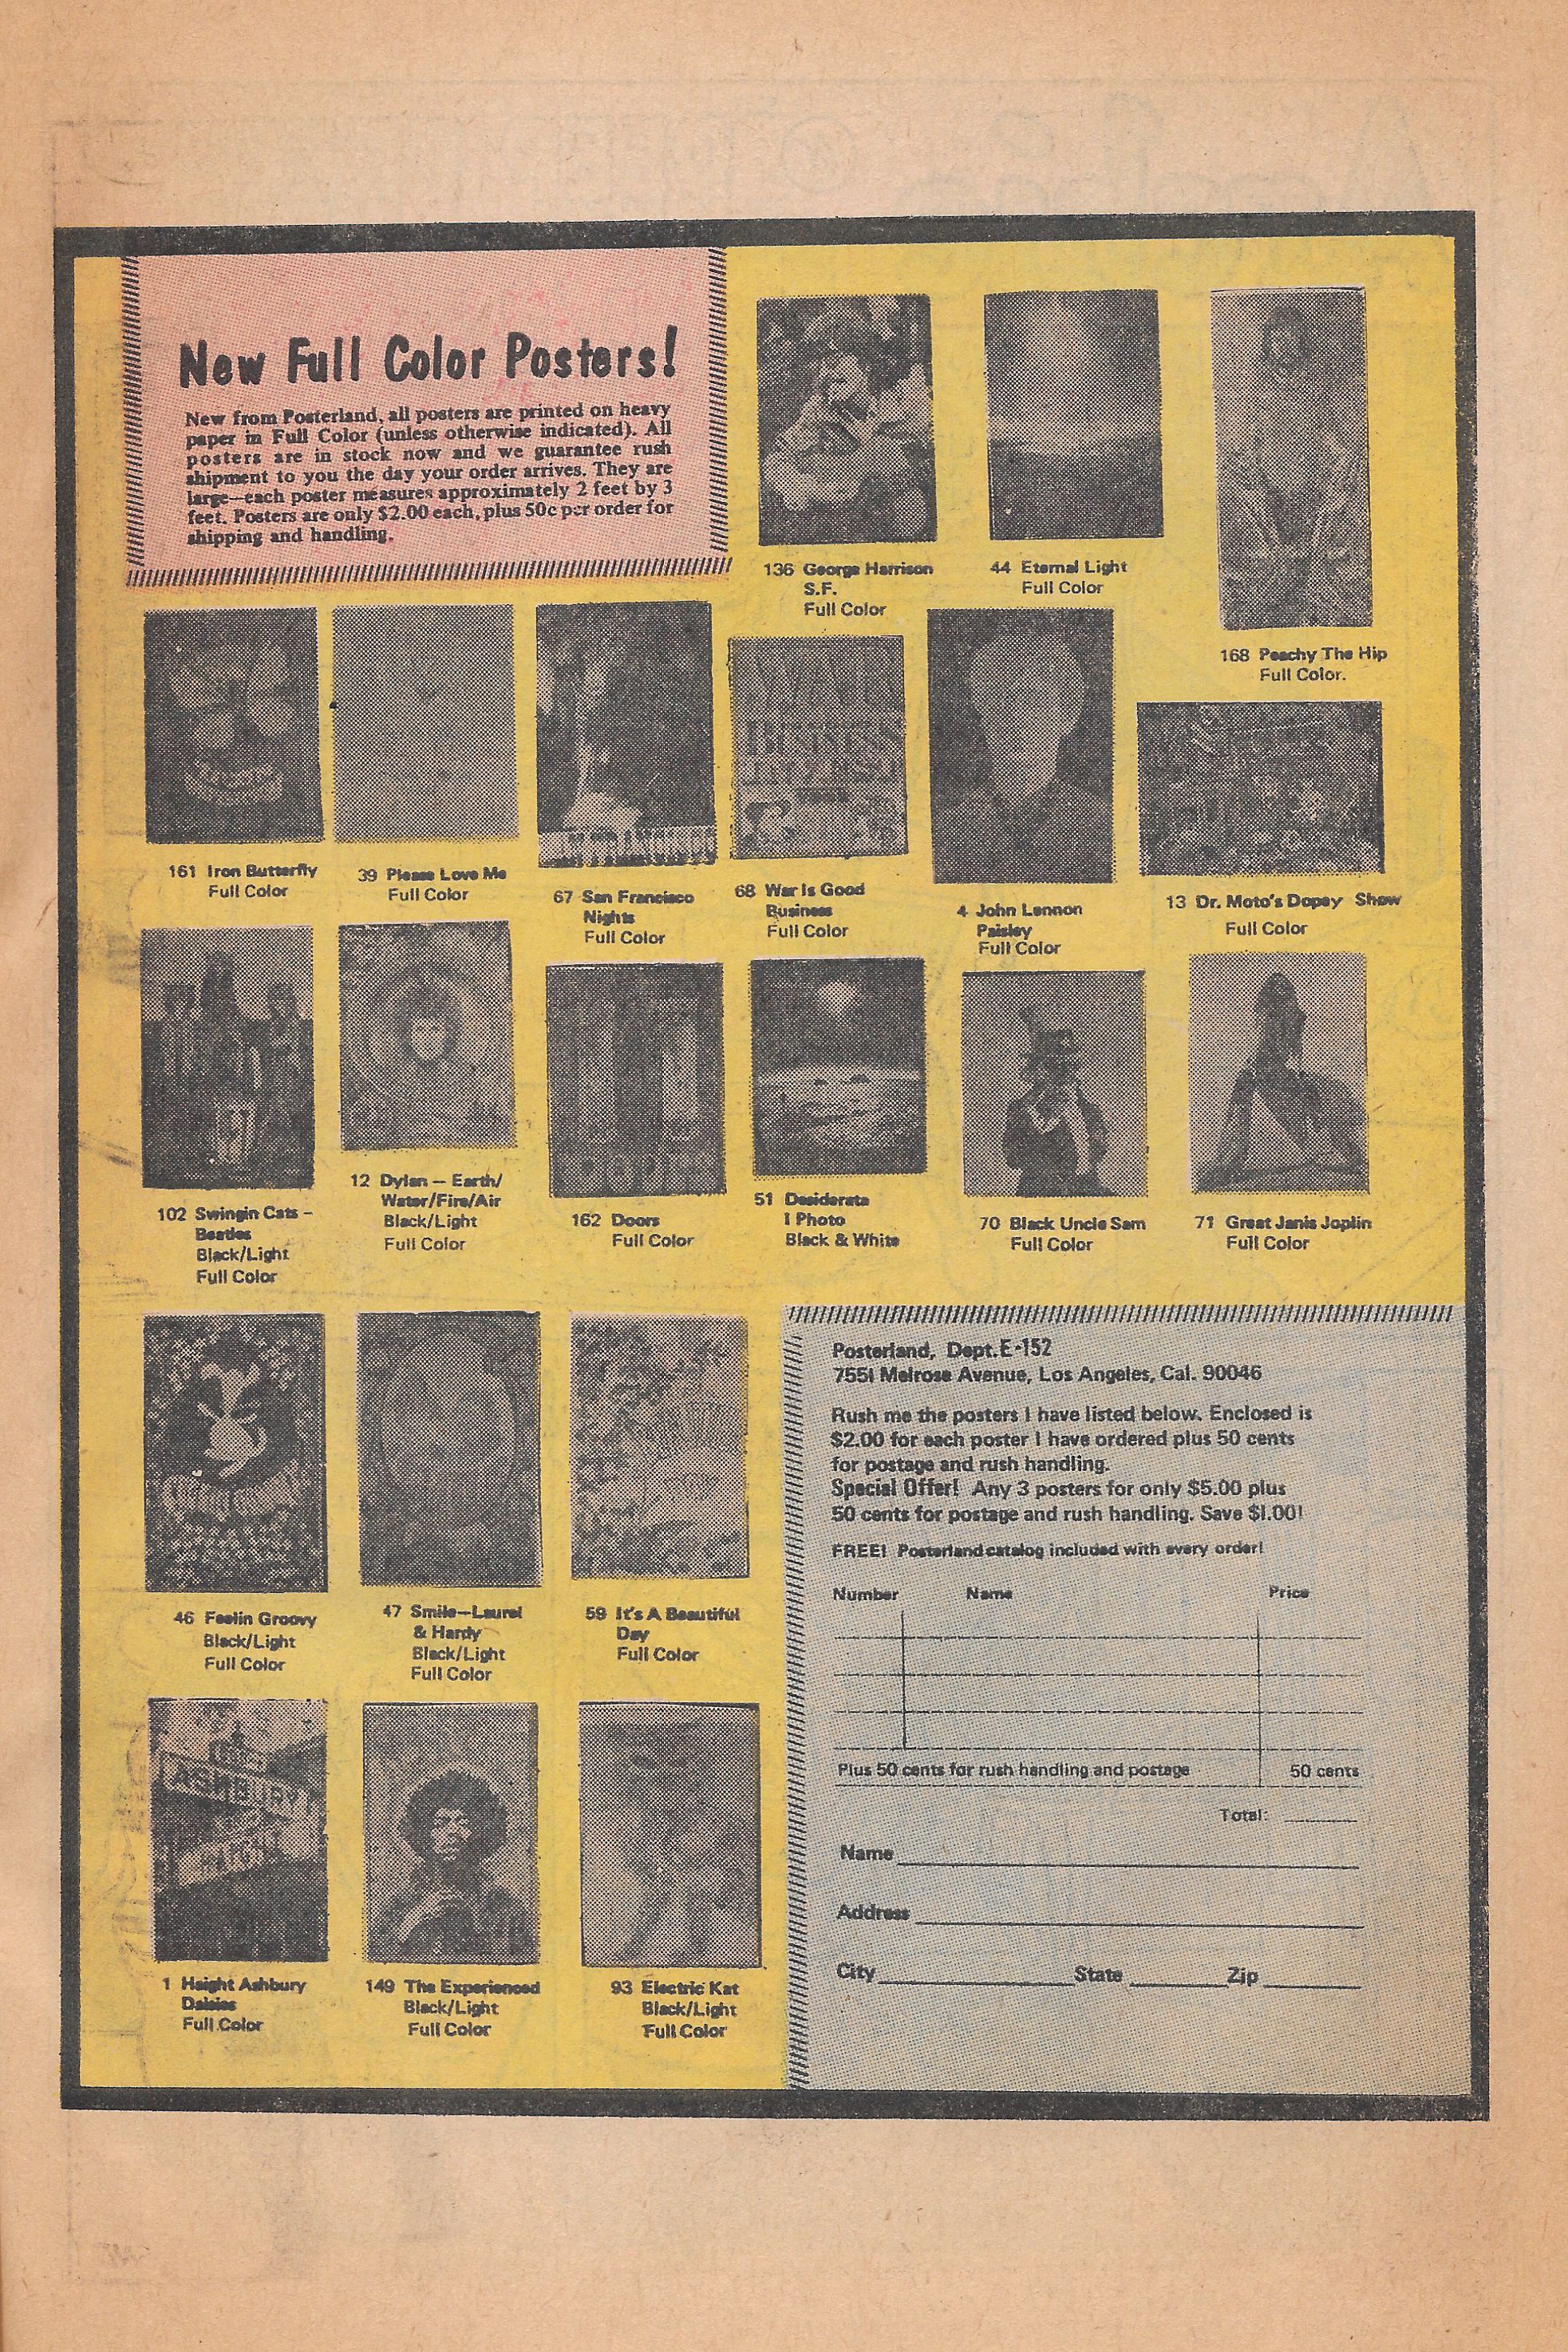 New Full Color Posters!
New from Posterland, all posters are printed on heavy
paper in Full Color (unless otherwise indicated). All
posters are in stock now and we guarantee rush
shipment to you the day your order arrives. They are
large—each poster measures approximately 2 feet by 3
feet. Posters are only $2.00 each, plus 50c per order for
shipping and handling.
136 George Harrison
S.F.
Full Color
44 Eternal Light
Full Color
168 Peachy The Hip
Full Color.
161 Iron Butterfly
Full Color
39 Please Love Me
Full Color
67 San Francisco
Nights
Full Color
BUSINESS
68 War Is Good
Business
Full Color
4 John Lennon
Paisley
Full Color
13 Dr. Moto's Dopey Show
Full Color
102 Swingin Cats –
Beatles
Black/Light
Full Color
12 Dylan – Earth/
Water/Fire/Air
Black/Light
Full Color
162 Doors
Full Color
51 Desiderata
I Photo
Black & White
70 Black Uncle Sam
Full Color
71 Great Janis Joplin
Full Color
46 Feelin Groovy
Black/Light
Full Color
47 Smile—Laurel
& Hardy
Black/Light
Full Color
59 It's A Beautiful
Day
Full Color
ASHBURY
1 Haight Ashbury
Daisies
Full Color
149 The Experienced
Black/Light
Full Color
93 Electric Kat
Black/Light
Full Color
Posterland, Dept. E-152
7551 Melrose Avenue, Los Angeles, Cal. 90046
Rush me the posters I have listed below. Enclosed is
$2.00 for each poster I have ordered plus 50 cents
for postage and rush handling.
Special Offer! Any 3 posters for only $5.00 plus
50 cents for postage and rush handling. Save $1.00!
FREE! Posterland catalog included with every order!
Number Name Price
Plus 50 cents for rush handling and postage 50 cents
Total:
Name
Address
City State Zip